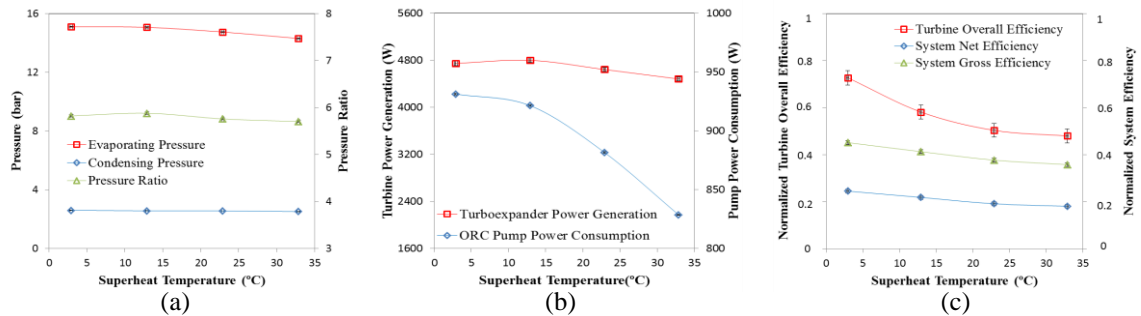 16
12
8
4
0
8
7
6
5
4
3
Pressure (bar)
Pressure Ratio
Evaporating Pressure
Condensing Pressure
Pressure Ratio
0 5 10 15 20 25 30 35
Superheat Temperature (ºC)
(a)
5600
4800
4000
3200
2400
1600
1000
950
900
850
800
Turbine Power Generation (W)
Pump Power Consumption (W)
Turboexpander Power Generation
ORC Pump Power Consumption
0 5 10 15 20 25 30 35
Superheat Temperature(ºC)
(b)
1
0.8
0.6
0.4
0.2
0
1
0.8
0.6
0.4
0.2
0
Normalized Turbine Overall Efficiency
Normalized System Efficiency
Turbine Overall Efficiency
System Net Efficiency
System Gross Efficiency
0 5 10 15 20 25 30 35
Superheat Temperature (ºC)
(c)